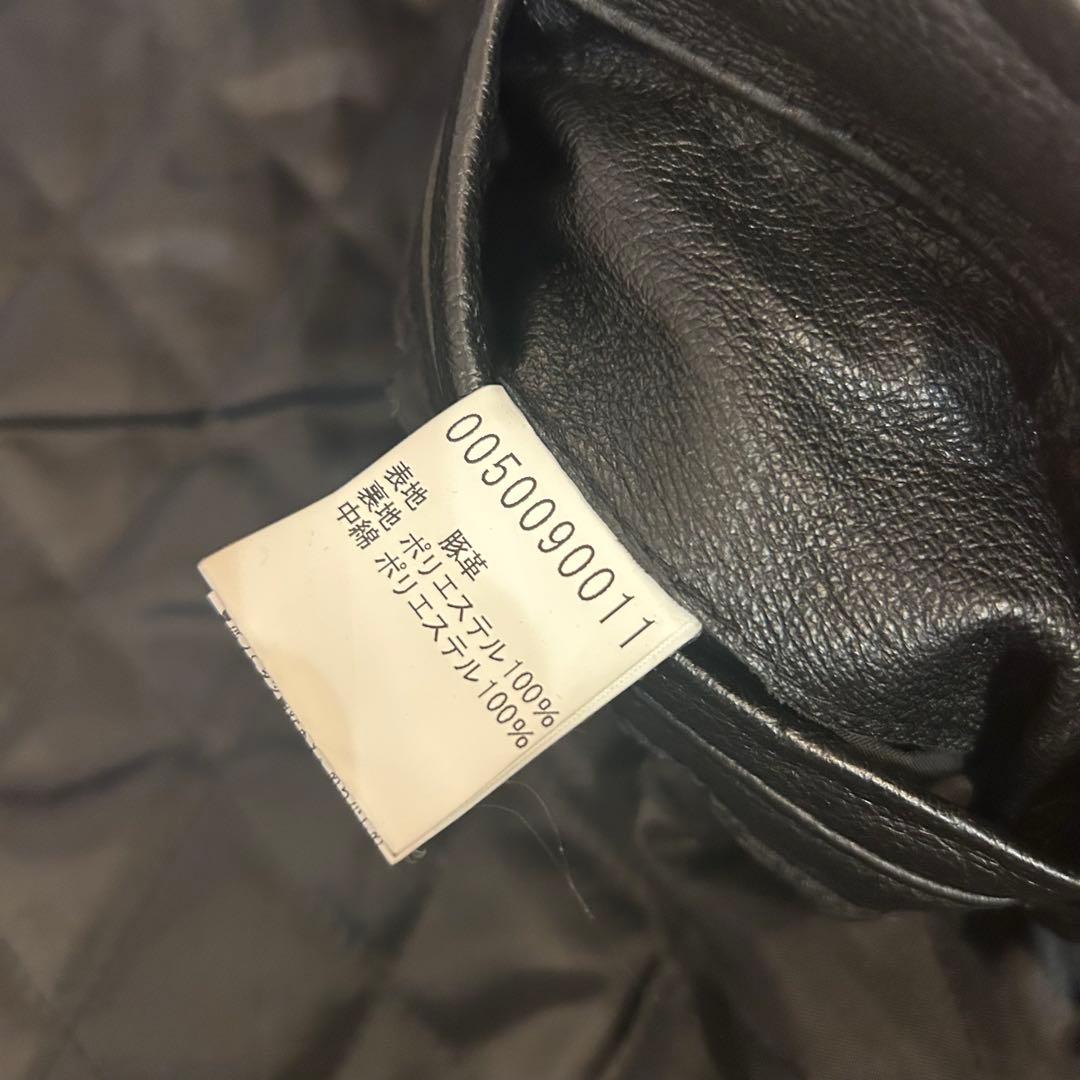 0050090011
表地 豚革
裏地 ポリエステル100%
中綿 ポリエステル100%